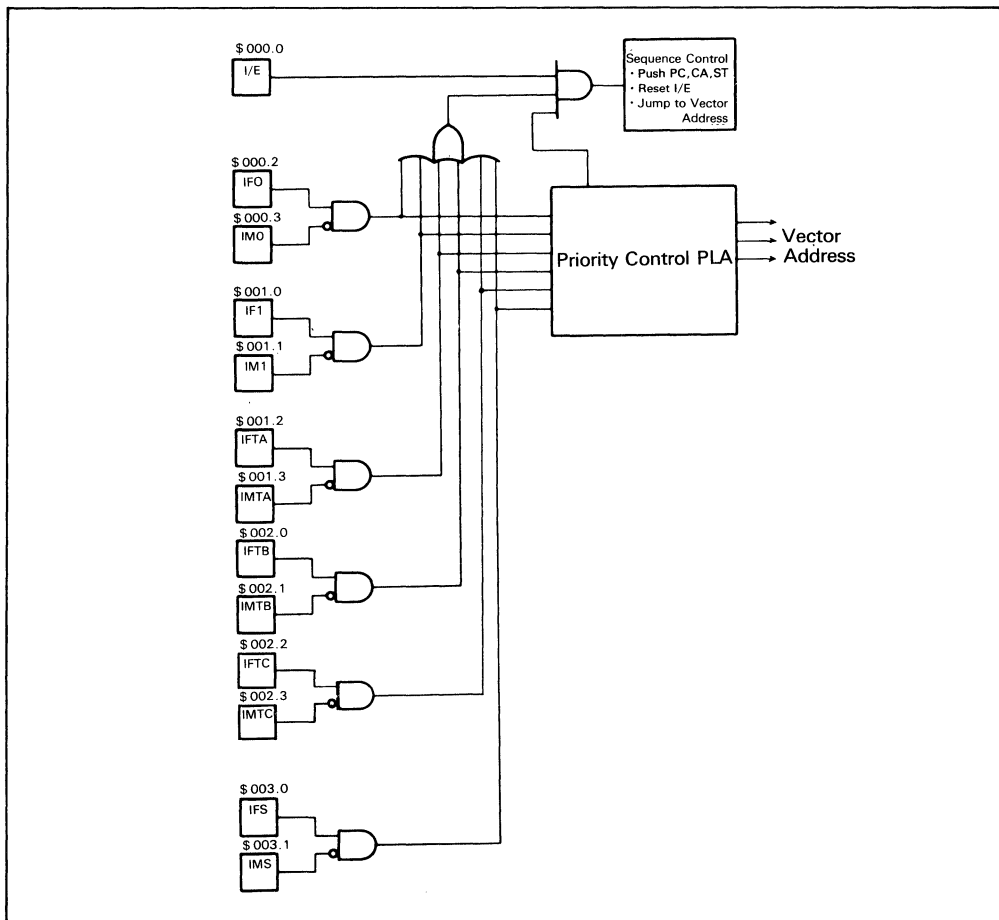 $000.0
I/E
Sequence Control
· Push PC,CA,ST
· Reset I/E
· Jump to Vector
Address
$000.2
IF0
$000.3
IM0
Priority Control PLA
Vector
Address
$001.0
IF1
$001.1
IM1
$001.2
IFTA
$001.3
IMTA
$002.0
IFTB
$002.1
IMTB
$002.2
IFTC
$002.3
IMTC
$003.0
IFS
$003.1
IMS